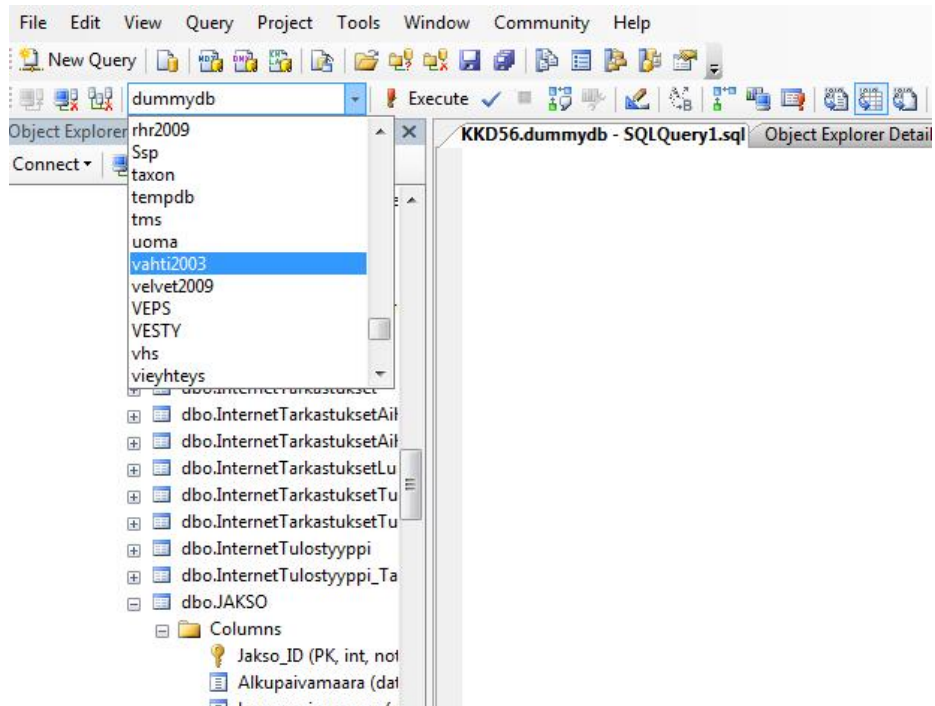 File Edit View Query Project Tools Window Community Help
New Query
dummydb Execute
Object Explorer
Connect
rhr2009
Ssp
taxon
tempdb
tms
uoma
vahti2003
velvet2009
VEPS
VESTY
vhs
vieyhteys
dbo.InternetTarkastukset
dbo.InternetTarkastuksetAil
dbo.InternetTarkastuksetAil
dbo.InternetTarkastuksetLu
dbo.InternetTarkastuksetTu
dbo.InternetTarkastuksetTu
dbo.InternetTulostyyppi
dbo.InternetTulostyyppi_Ta
dbo.JAKSO
Columns
Jakso_ID (PK, int, not
Alkupaivamaara (dat
KKD56.dummydb - SQLQuery1.sql Object Explorer Detail